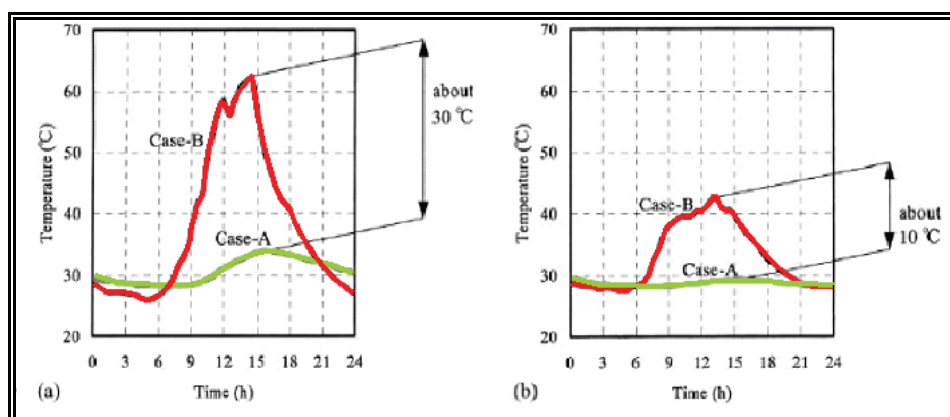 70
60
50
40
30
20
Temperature (℃)
Case-B
Case-A
about
30 ℃
0 3 6 9 12 15 18 21 24
(a) Time (h)
70
60
50
40
30
20
Temperature (℃)
Case-B
Case-A
about
10 ℃
0 3 6 9 12 15 18 21 24
(b) Time (h)